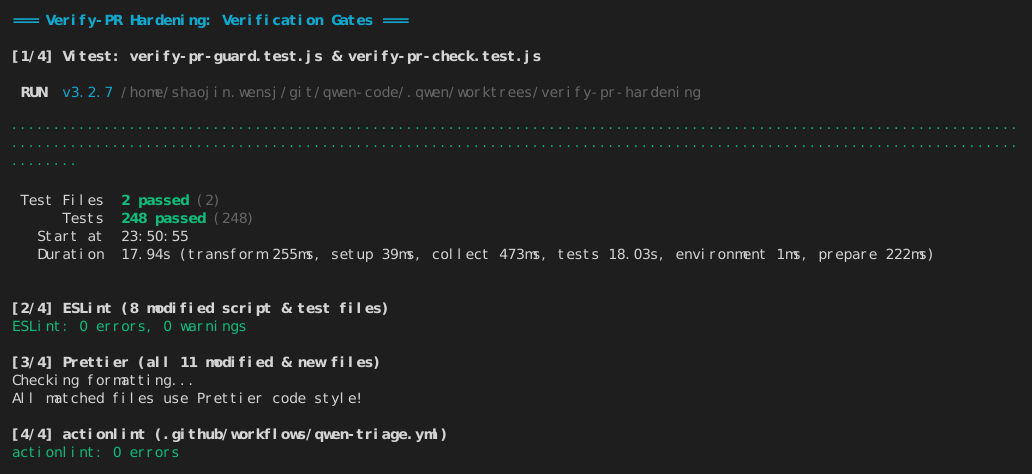 === Verify-PR Hardening: Verification Gates ===
[1/4] Vitest: verify-pr-guard.test.js & verify-pr-check.test.js
RUN v3.2.7 /home/shaojin.wensj/git/qwen-code/.qwen/worktrees/verify-pr-hardening
························································································································
························································································································
········
Test Files 2 passed (2)
Tests 248 passed (248)
Start at 23:50:55
Duration 17.94s (transform 255ms, setup 39ms, collect 473ms, tests 18.03s, environment 1ms, prepare 222ms)
[2/4] ESLint (8 modified script & test files)
ESLint: 0 errors, 0 warnings
[3/4] Prettier (all 11 modified & new files)
Checking formatting...
All matched files use Prettier code style!
[4/4] actionlint (.github/workflows/qwen-triage.yml)
actionlint: 0 errors